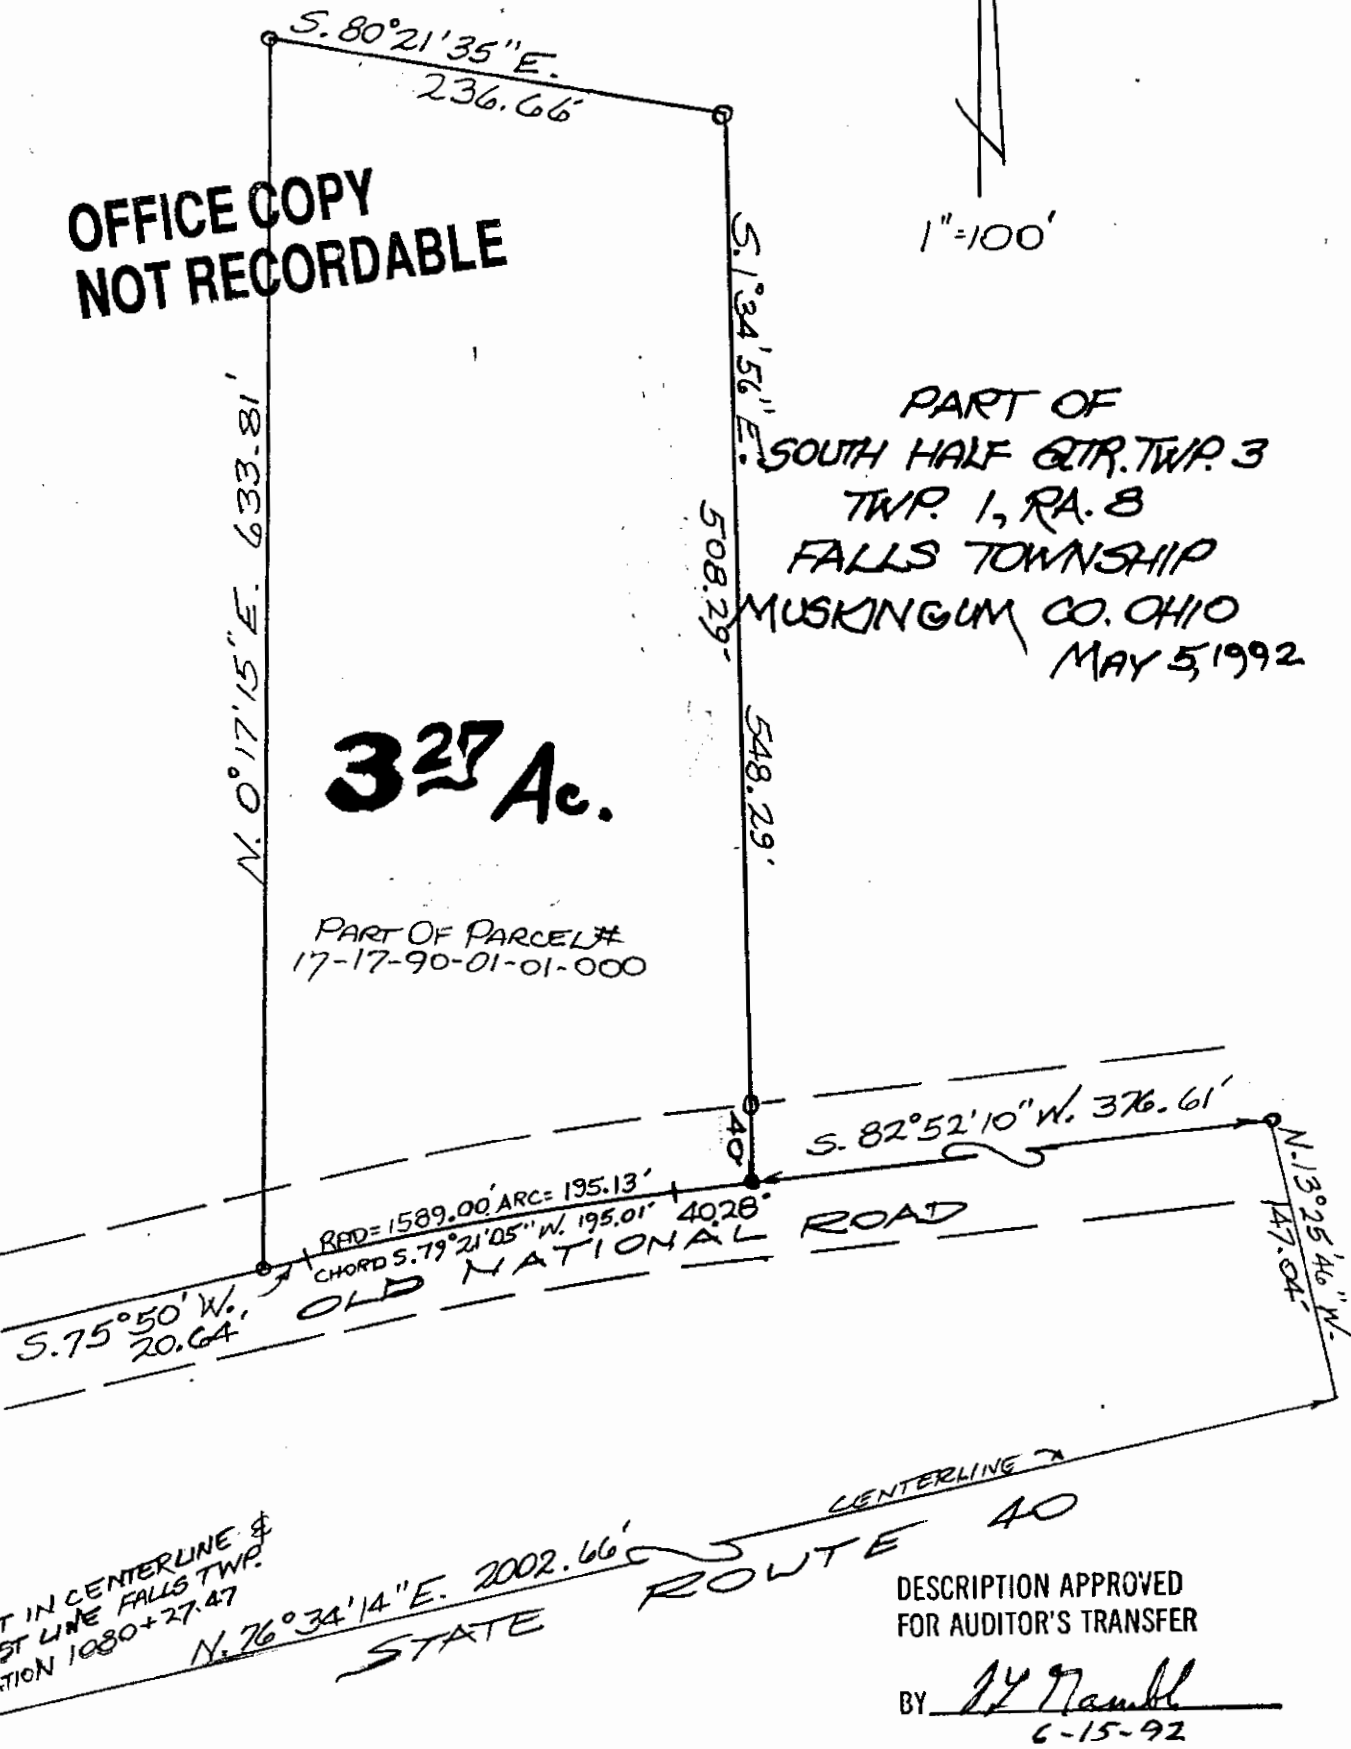 S. 80°21'35" E.
236.66'
OFFICE COPY
NOT RECORDABLE
1"=100'
S. 1°34'56" E.
N. 0°17'15" E. 633.81'
PART OF
SOUTH HALF QTR. TWP. 3
TWP. 1, RA. 8
FALLS TOWNSHIP
MUSKINGUM CO. OHIO
MAY 5, 1992
508.29'
548.29'
3 27 Ac.
PART OF PARCEL #
17-17-90-01-01-000
40'
S. 82°52'10" W. 376.61'
N. 13°25'46" W.
147.04'
RAD = 1589.00' ARC = 195.13'
CHORD S. 79°21'05" W. 195.01'
40.28'
OLD NATIONAL ROAD
S. 75°50' W.,
20.64'
CENTERLINE
T IN CENTERLINE &
ST LINE FALLS TWP.
TION 1080+27.47
N. 76°34'14" E. 2002.66'
STATE ROUTE 40
DESCRIPTION APPROVED
FOR AUDITOR'S TRANSFER
BY
6-15-92